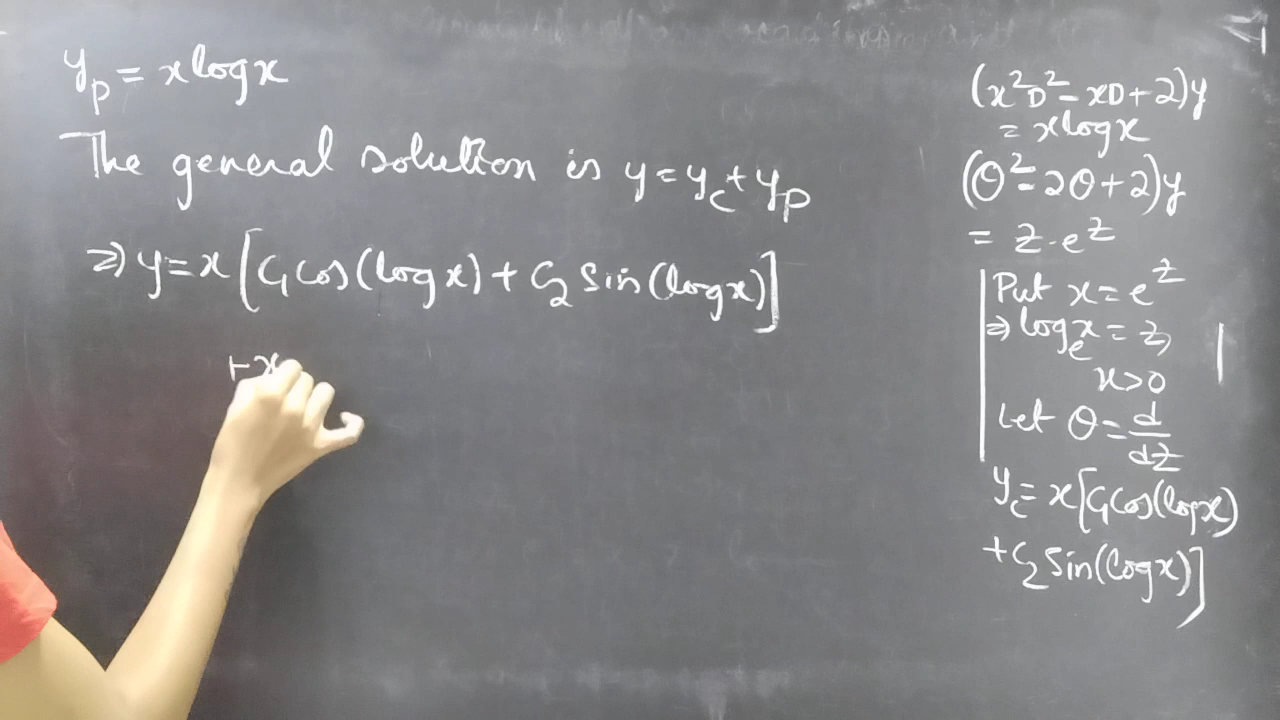 y_p = x log x
The general solution is y = y_c + y_p
⇒ y = x [C₁ Cos (log x) + C₂ Sin (log x)]
+ x
(x²D² - xD + 2)y
= x log x
(θ² - 2θ + 2)y
= z · e^z
Put x = e^z
⇒ log_e x = z,
x > 0
Let θ = d/dz
y_c = x [C₁ Cos (log x)
+ C₂ Sin (log x)]